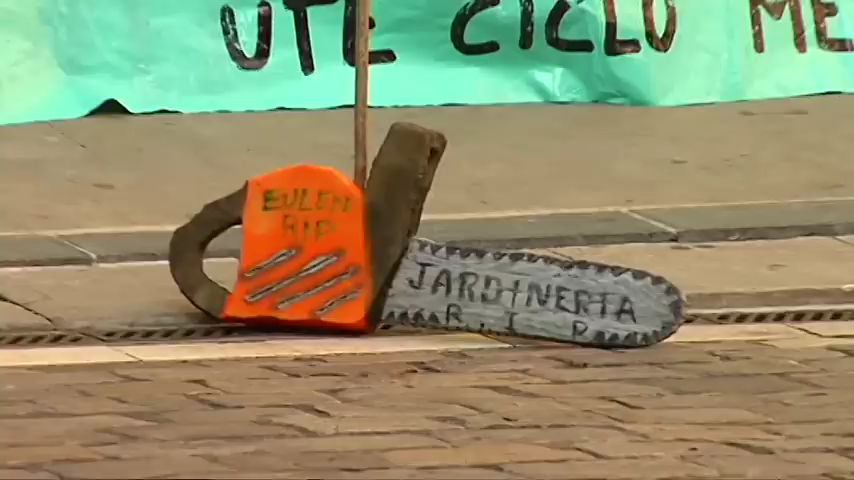 UTE CICLO ME
EULEN
RIP
JARDINERIA
R.I.P